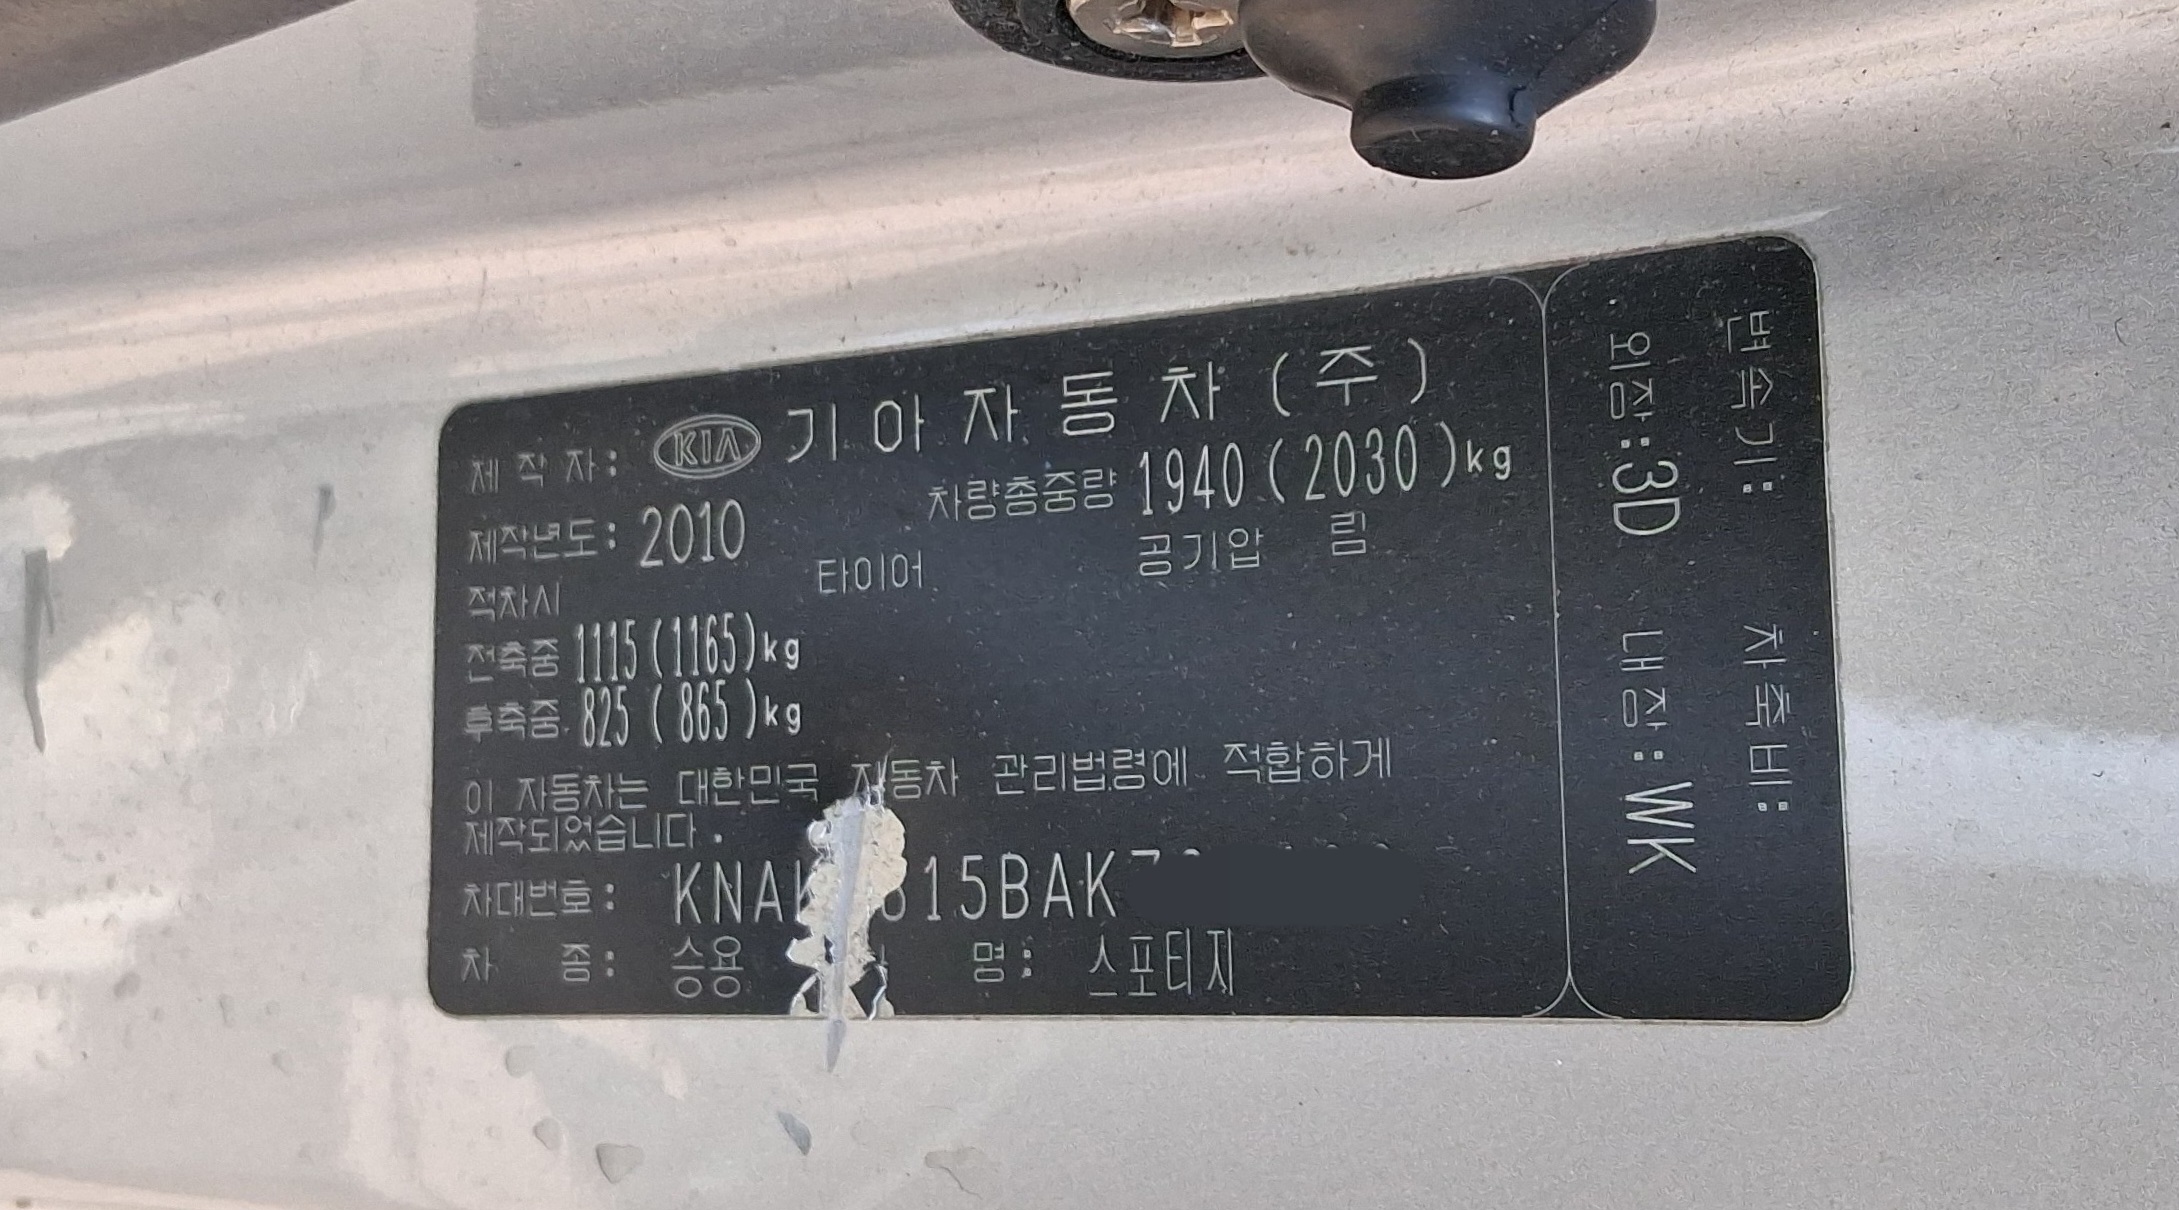 제 작 자: KIA 기 아 자 동 차 (주)
제작년도: 2010 차량총중량 1940 (2030)kg
적차시 타이어 공기압 림
전축중 1115(1165)kg
후축중 825 (865)kg
이 자동차는 대한민국 자동차 관리법령에 적합하게
제작되었습니다.
차대번호:
차 종: 승용 명: 스포티지
변속기: 차축비:
외장:3D 내장:WK